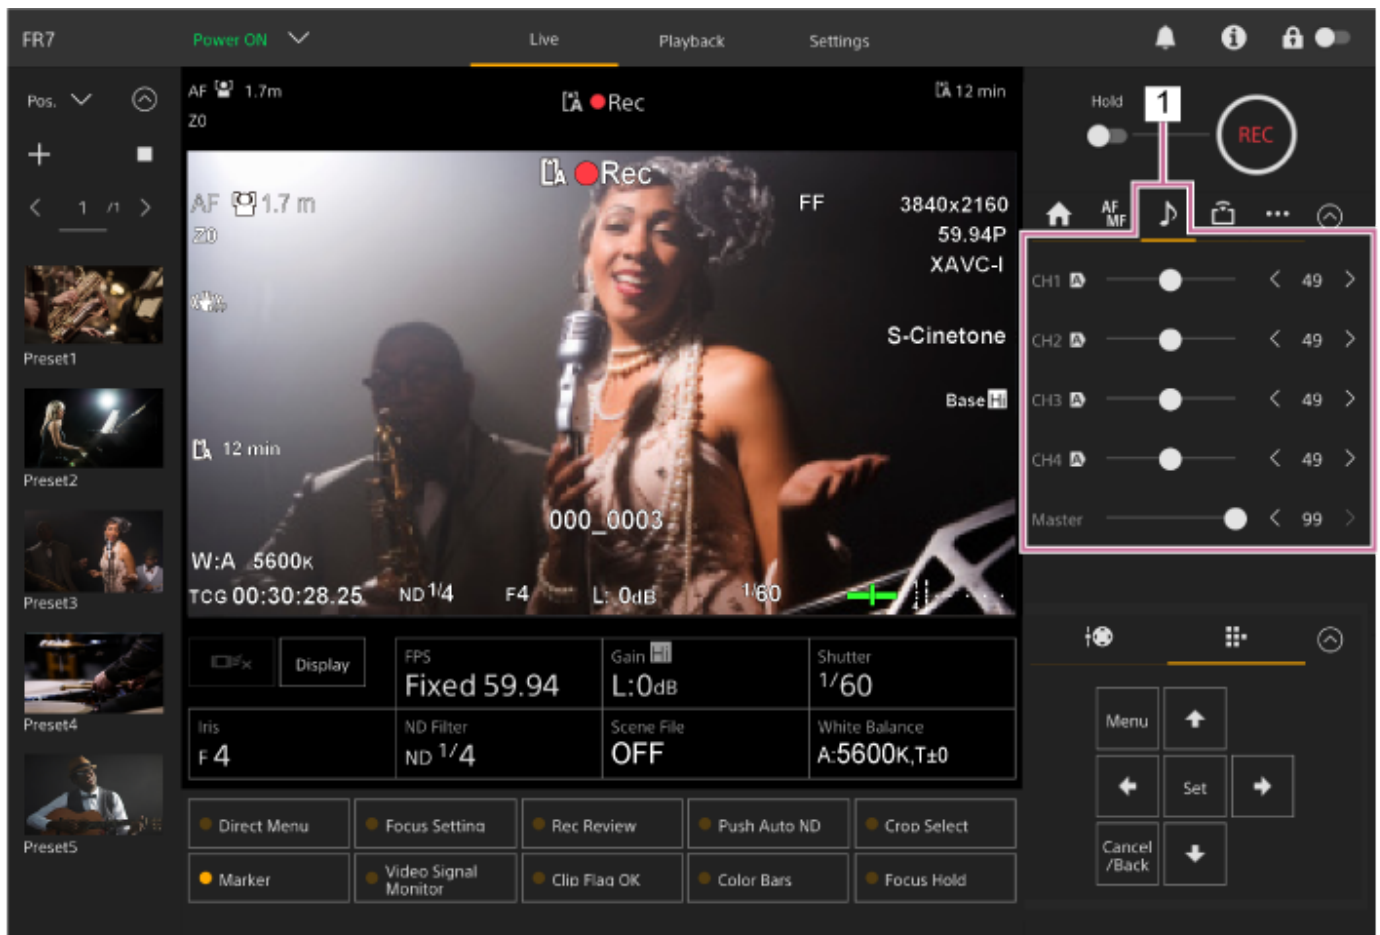 FR7
Power ON
Live
Playback
Settings
Pos.
1 /1
Preset1
Preset2
Preset3
Preset4
Preset5
AF 1.7m
Z0
A Rec
A 12 min
A Rec
AF 1.7 m
Z0
FF
3840x2160
59.94P
XAVC-I
S-Cinetone
Base Hi
A 12 min
000_0003
W:A 5600K
TCG 00:30:28.25
ND 1/4
F4
L: 0dB
1/60
Display
FPS
Fixed 59.94
Gain Hi
L:0dB
Shutter
1/60
Iris
F 4
ND Filter
ND 1/4
Scene File
OFF
White Balance
A:5600K,T±0
Direct Menu
Focus Setting
Rec Review
Push Auto ND
Crop Select
Marker
Video Signal
Monitor
Clip Flag OK
Color Bars
Focus Hold
Hold
1
REC
AF
MF
CH1 A 49
CH2 A 49
CH3 A 49
CH4 A 49
Master 99
Menu
Set
Cancel
/Back